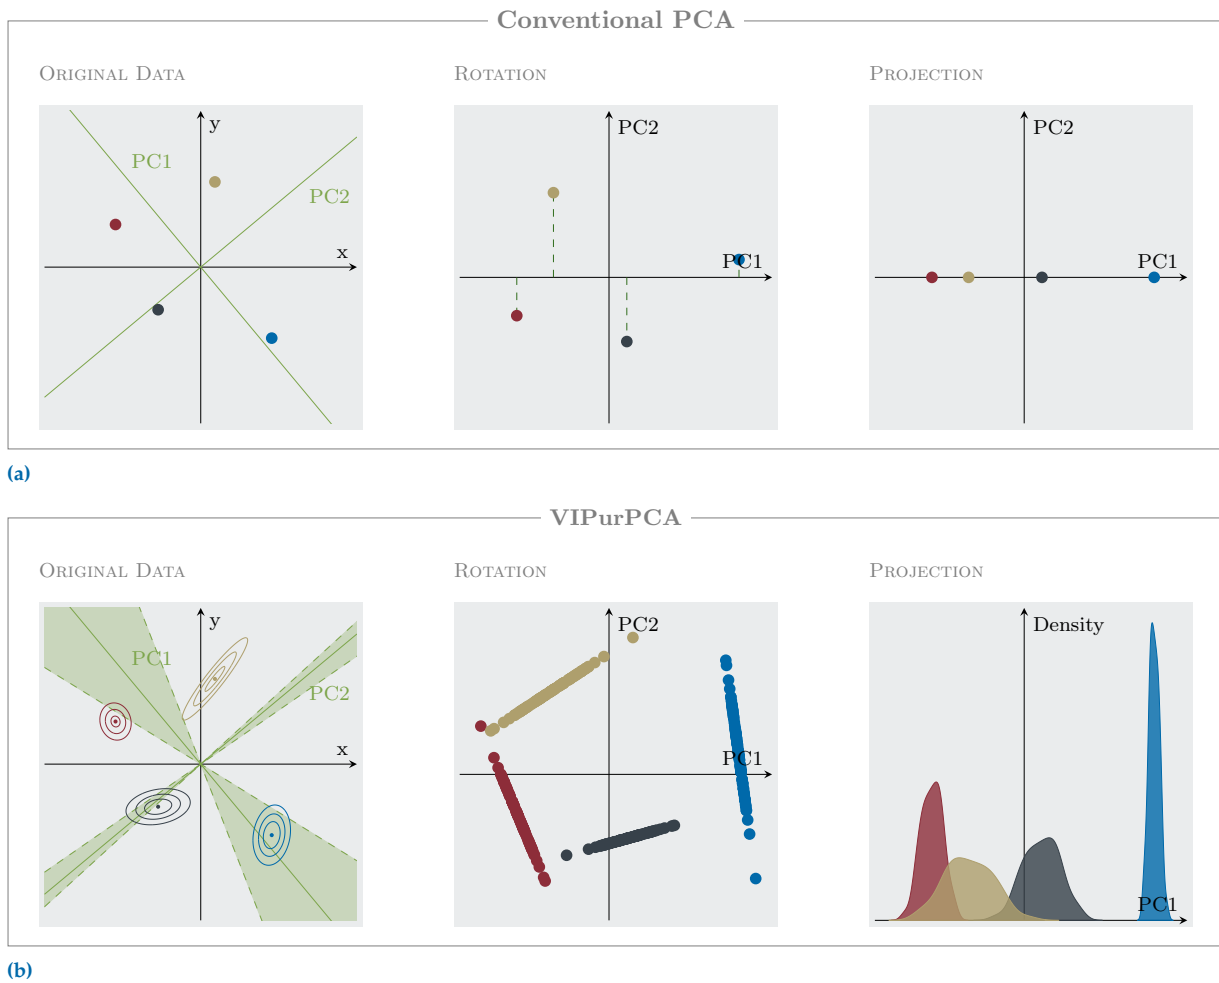 Conventional PCA
Original Data
Rotation
Projection
y
PC1
PC2
x
PC2
PC1
PC2
PC1
(a)
VIPurPCA
Original Data
Rotation
Projection
y
PC1
PC2
x
PC2
PC1
Density
PC1
(b)